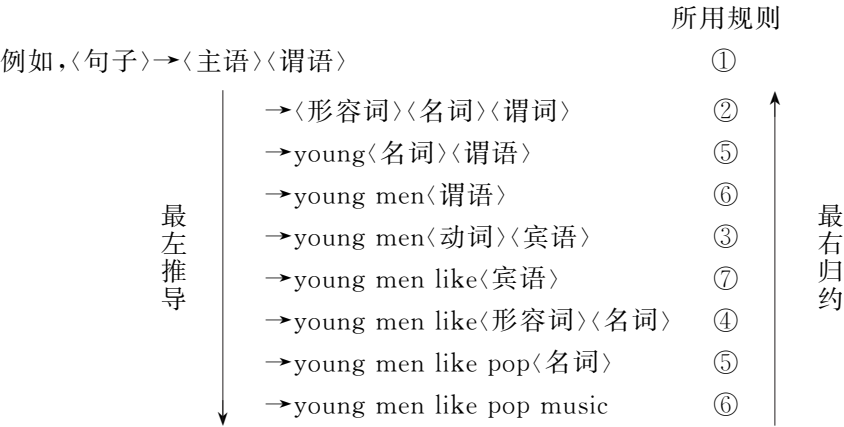 所用规则
例如,〈句子〉→〈主语〉〈谓语〉 ①
→〈形容词〉〈名词〉〈谓词〉 ②
→young〈名词〉〈谓语〉 ⑤
→young men〈谓语〉 ⑥
→young men〈动词〉〈宾语〉 ③
→young men like〈宾语〉 ⑦
→young men like〈形容词〉〈名词〉 ④
→young men like pop〈名词〉 ⑤
→young men like pop music ⑥
最左推导
最右归约